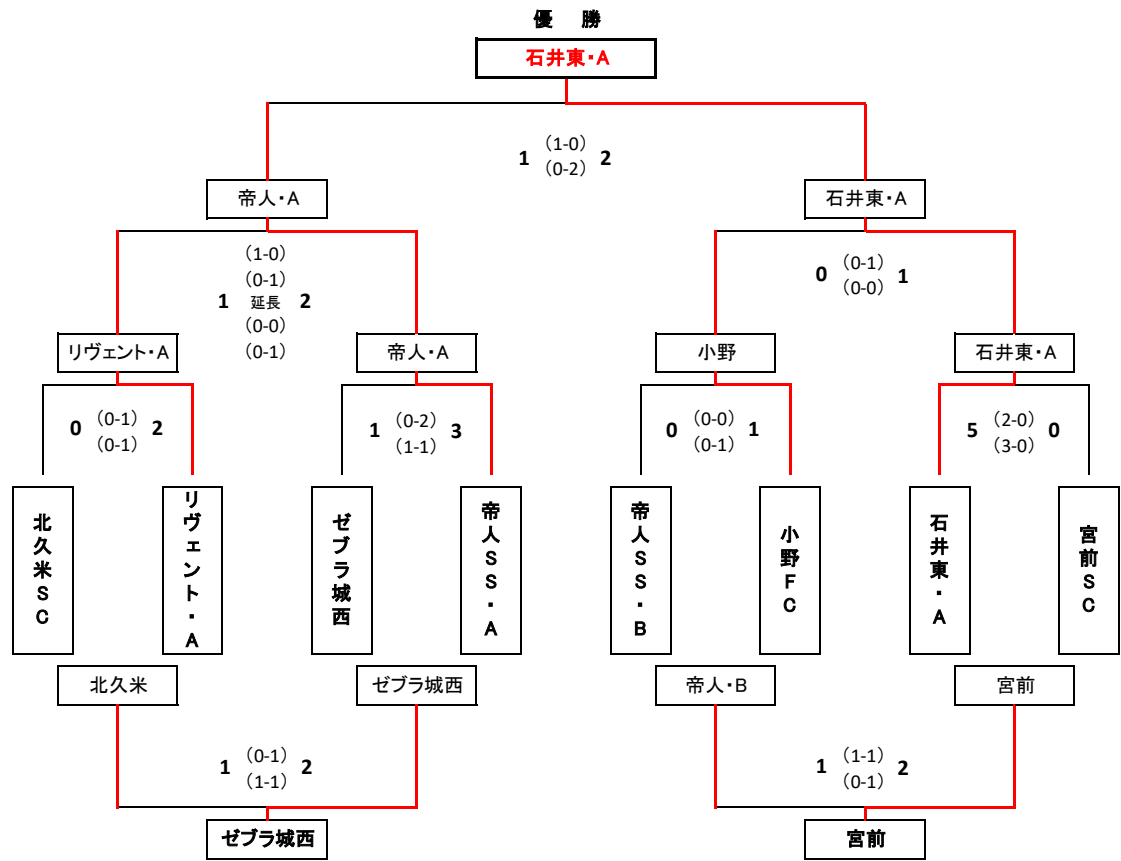 優 勝
石井東・A
1 (1-0) 2
(0-2)
帝人・A
石井東・A
(1-0)
(0-1)
1 延長 2
(0-0)
(0-1)
0 (0-1) 1
(0-0)
リヴェント・A
帝人・A
小野
石井東・A
0 (0-1) 2
(0-1)
1 (0-2) 3
(1-1)
0 (0-0) 1
(0-1)
5 (2-0) 0
(3-0)
北久米SC
リヴェント・A
ゼブラ城西
帝人SS・A
帝人SS・B
小野FC
石井東・A
宮前SC
北久米
ゼブラ城西
帝人・B
宮前
1 (0-1) 2
(1-1)
1 (1-1) 2
(0-1)
ゼブラ城西
宮前